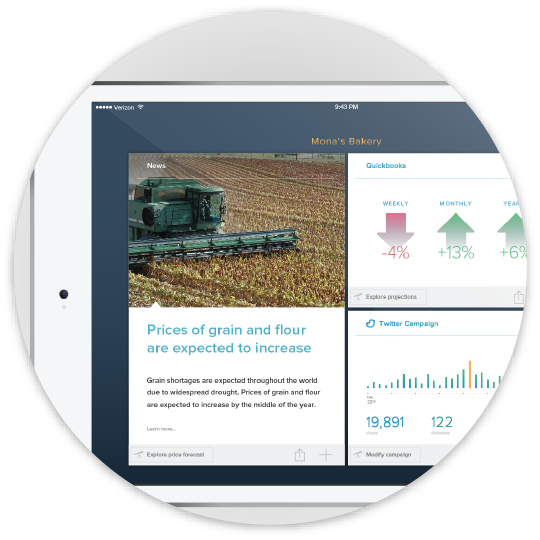 Verizon
9:43 PM
Mona's Bakery
News
Prices of grain and flour
are expected to increase
Grain shortages are expected throughout the world
due to widespread drought. Prices of grain and flour
are expected to increase by the middle of the year.
Learn more...
Explore price forecast
Quickbooks
WEEKLY MONTHLY YEAR
-4% +13% +6%
Explore projections
Twitter Campaign
19,891 122
Modify campaign